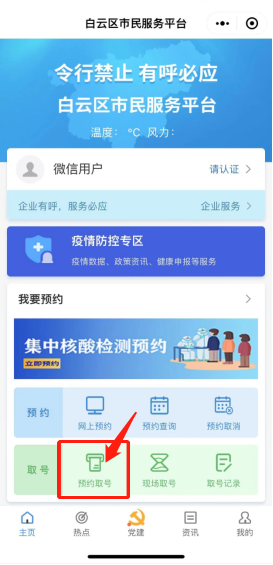 白云区市民服务平台
令行禁止 有呼必应
白云区市民服务平台
温度： ℃ 风力：
微信用户 请认证 >
企业有呼，服务必应 企业服务 >
疫情防控专区
疫情数据、政策资讯、健康申报等服务
我要预约 >
集中核酸检测预约
立即预约
预约 网上预约 预约查询 预约取消
取号 预约取号 现场取号 取号记录
主页 热点 党建 资讯 我的